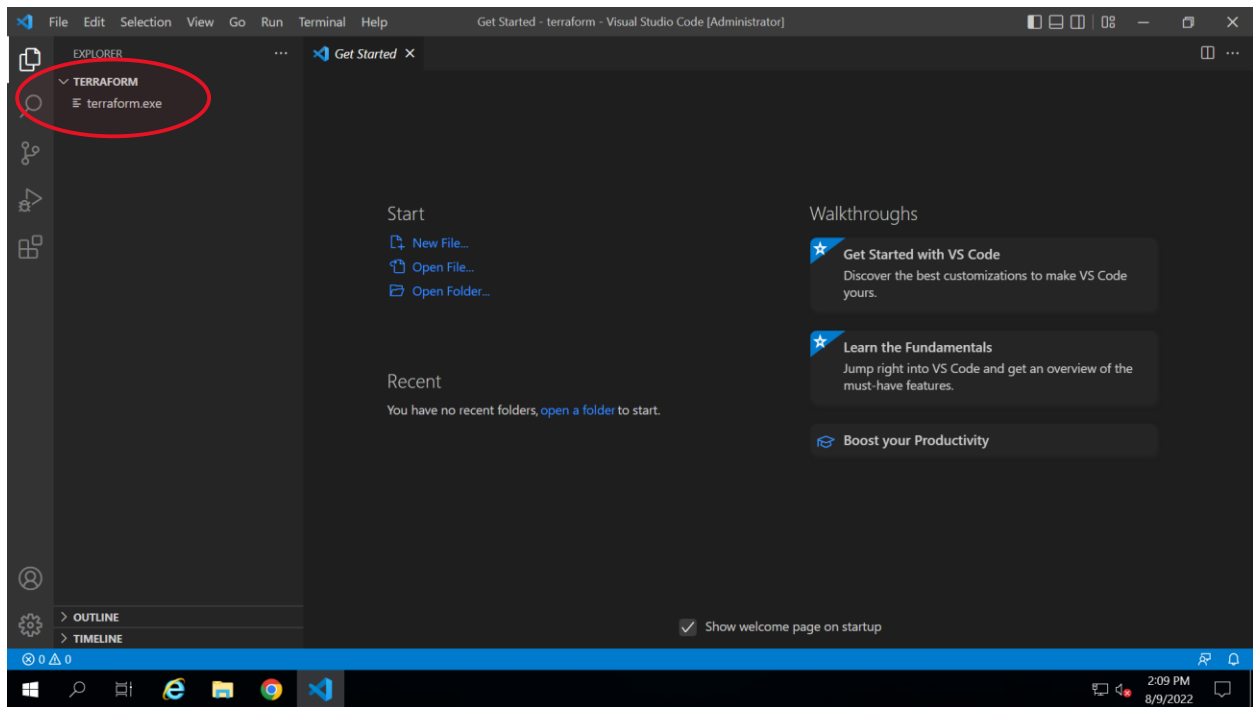 File Edit Selection View Go Run Terminal Help
Get Started - terraform - Visual Studio Code [Administrator]
EXPLORER
Get Started
TERRAFORM
terraform.exe
Start
New File...
Open File...
Open Folder...
Recent
You have no recent folders, open a folder to start.
Walkthroughs
Get Started with VS Code
Discover the best customizations to make VS Code
yours.
Learn the Fundamentals
Jump right into VS Code and get an overview of the
must-have features.
Boost your Productivity
Show welcome page on startup
OUTLINE
TIMELINE
0 0
2:09 PM
8/9/2022